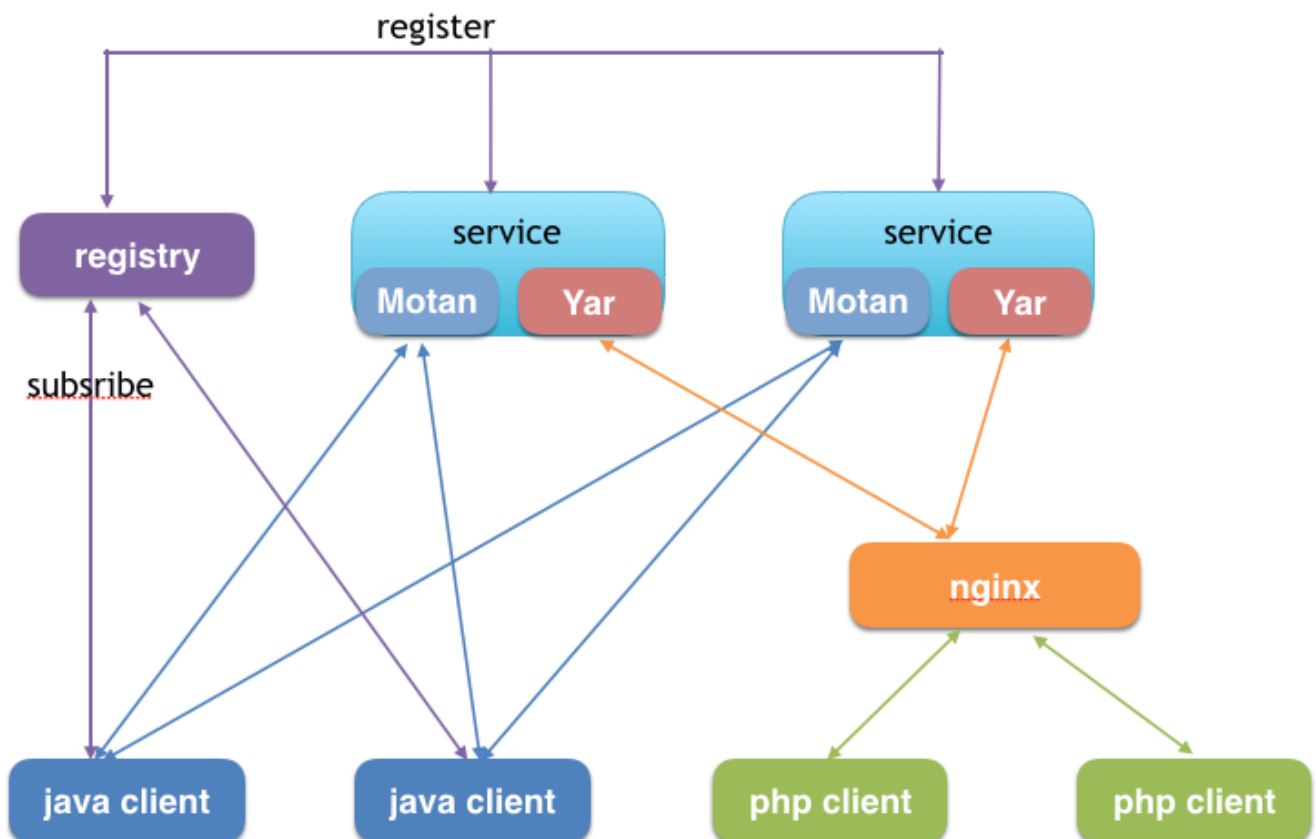 register
registry
service
service
Motan
Yar
Motan
Yar
subsribe
nginx
java client
java client
php client
php client